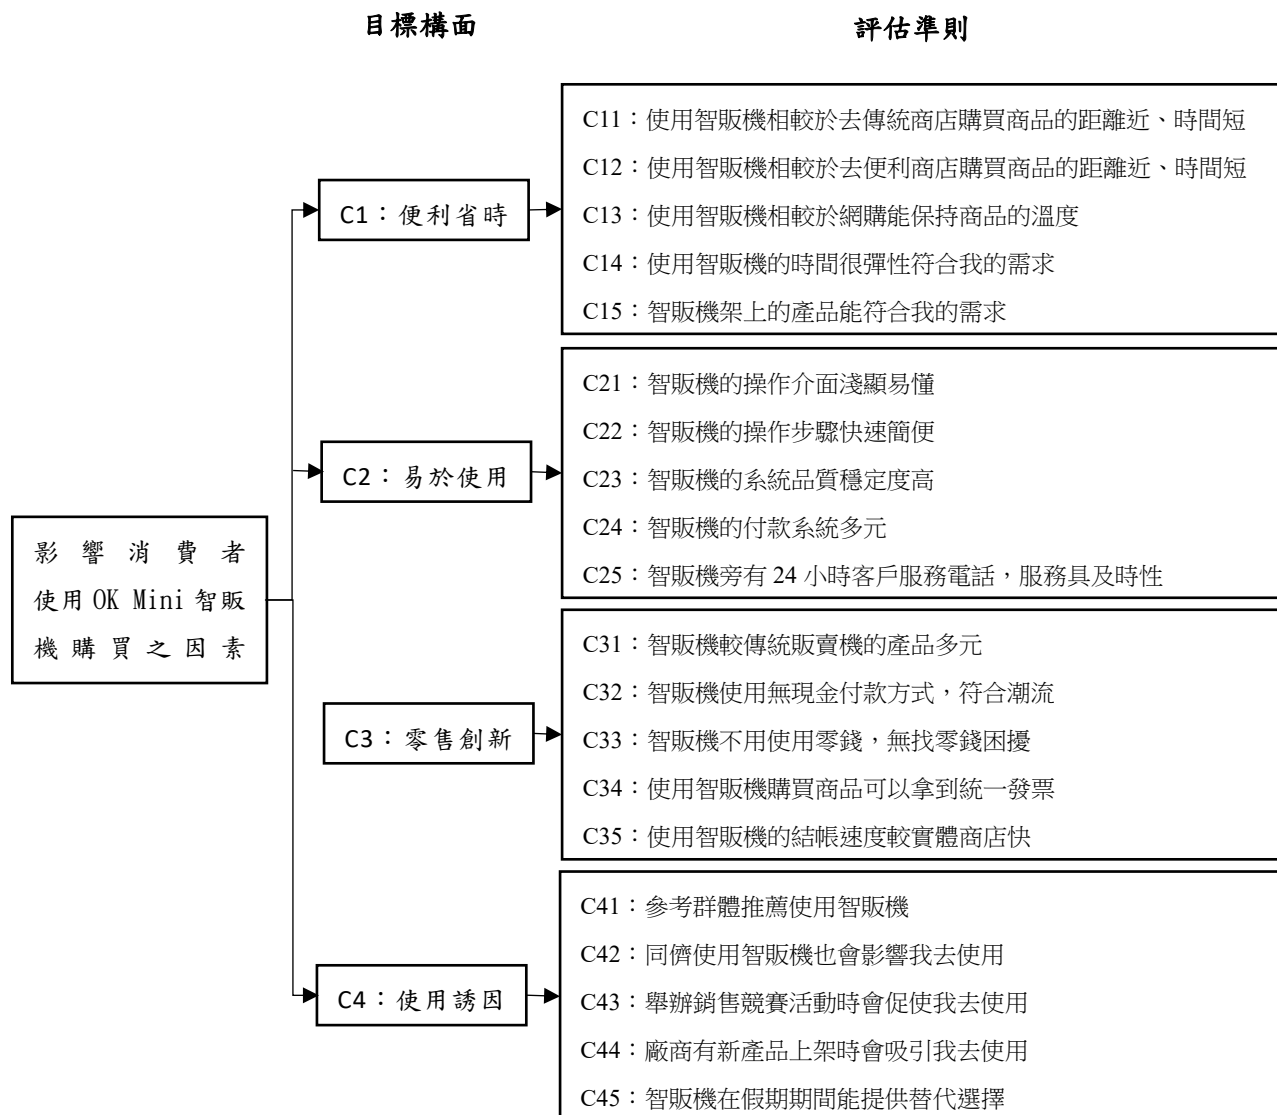 目標構面
評估準則
C11：使用智販機相較於去傳統商店購買商品的距離近、時間短
C12：使用智販機相較於去便利商店購買商品的距離近、時間短
C1：便利省時
C13：使用智販機相較於網購能保持商品的溫度
C14：使用智販機的時間很彈性符合我的需求
C15：智販機架上的產品能符合我的需求
C21：智販機的操作介面淺顯易懂
C22：智販機的操作步驟快速簡便
C2：易於使用
C23：智販機的系統品質穩定度高
C24：智販機的付款系統多元
C25：智販機旁有 24 小時客戶服務電話，服務具及時性
影響消費者
使用 OK Mini 智販
機購買之因素
C31：智販機較傳統販賣機的產品多元
C32：智販機使用無現金付款方式，符合潮流
C3：零售創新
C33：智販機不用使用零錢，無找零錢困擾
C34：使用智販機購買商品可以拿到統一發票
C35：使用智販機的結帳速度較實體商店快
C41：參考群體推薦使用智販機
C42：同儕使用智販機也會影響我去使用
C4：使用誘因
C43：舉辦銷售競賽活動時會促使我去使用
C44：廠商有新產品上架時會吸引我去使用
C45：智販機在假期期間能提供替代選擇